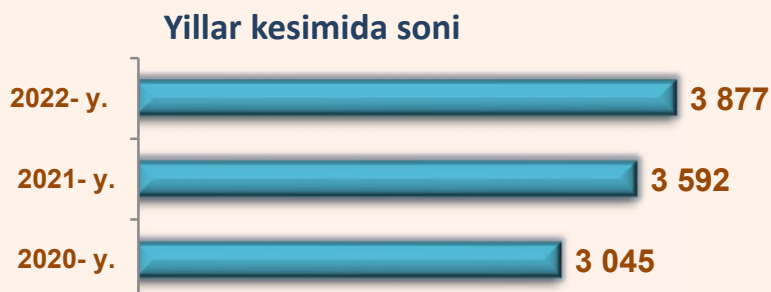 Yillar kesimida soni
2022- y. 3 877
2021- y. 3 592
2020- y. 3 045